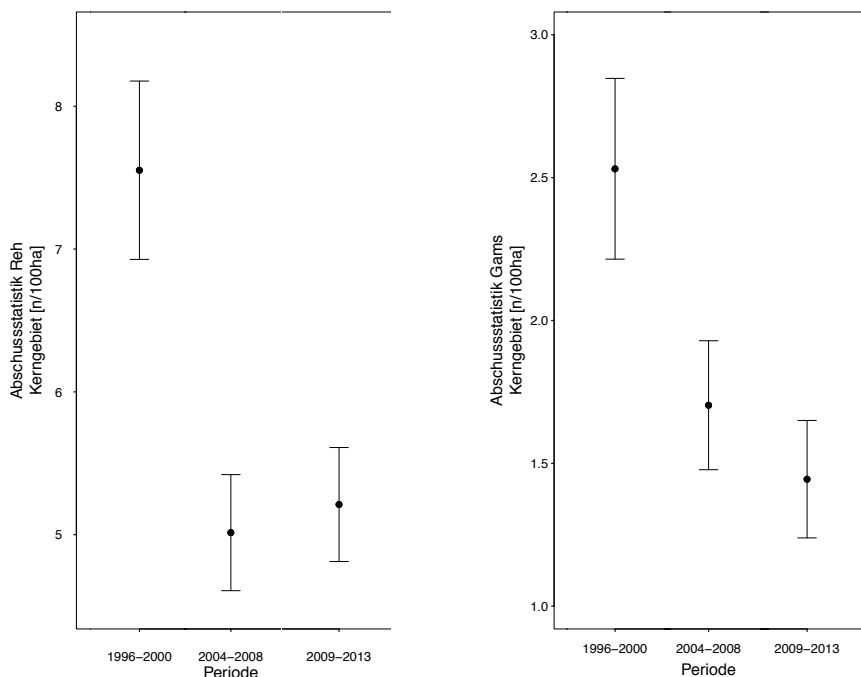 8
7
6
5
Abschussstatistik Reh
Kerngebiet [n/100ha]
1996–2000 2004–2008 2009–2013
Periode
3.0
2.5
2.0
1.5
1.0
Abschussstatistik Gams
Kerngebiet [n/100ha]
1996–2000 2004–2008 2009–2013
Periode